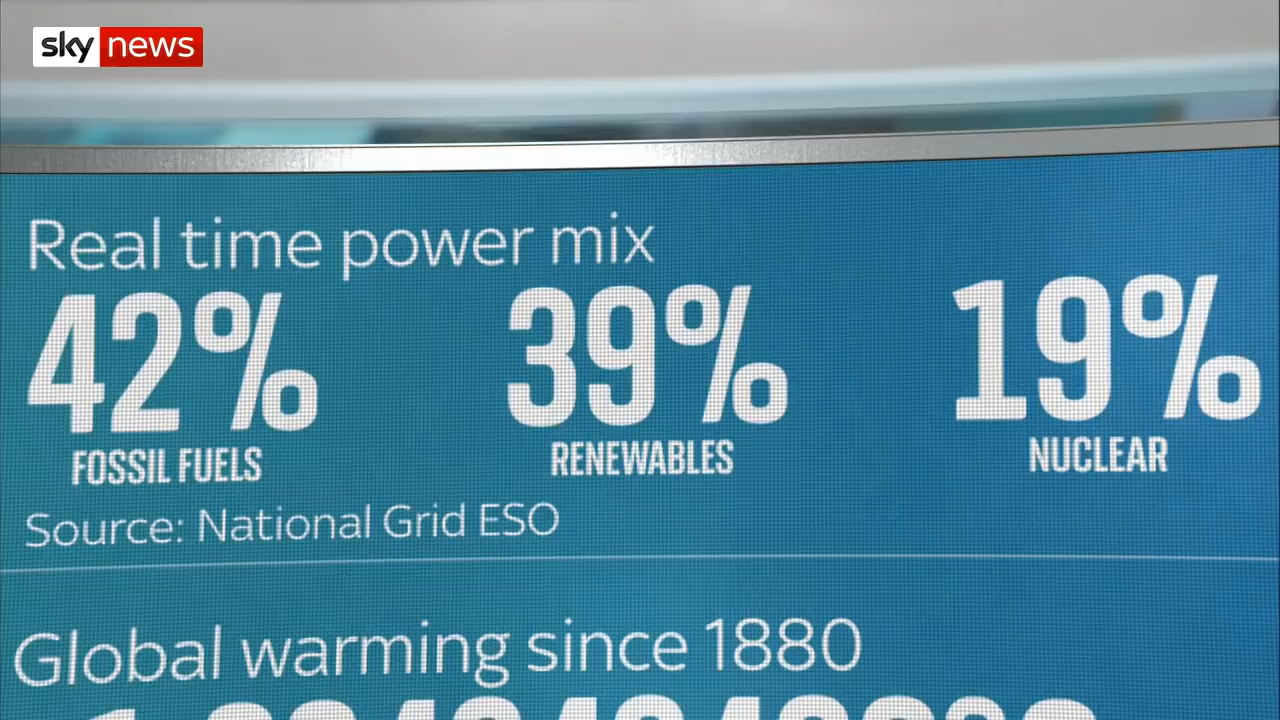 sky news
Real time power mix
42% 39% 19%
FOSSIL FUELS RENEWABLES NUCLEAR
Source: National Grid ESO
Global warming since 1880